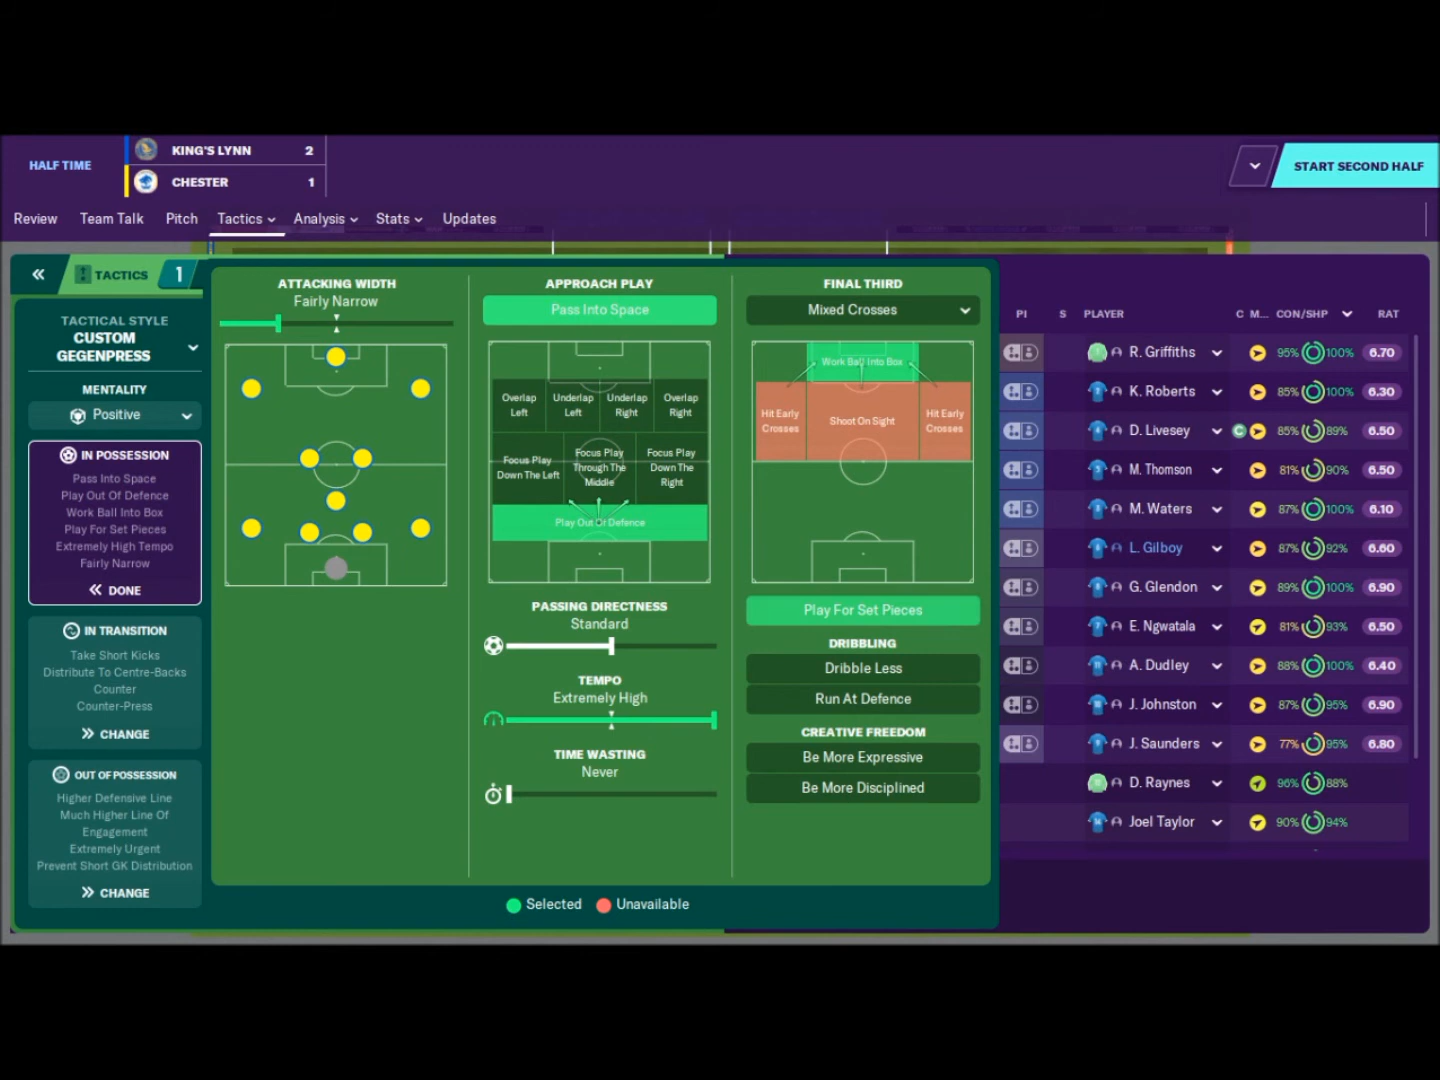 HALF TIME
KING'S LYNN 2
CHESTER 1
START SECOND HALF
Review Team Talk Pitch Tactics Analysis Stats Updates
TACTICS 1
TACTICAL STYLE
CUSTOM
GEGENPRESS
MENTALITY
Positive
IN POSSESSION
Pass Into Space
Play Out Of Defence
Work Ball Into Box
Play For Set Pieces
Extremely High Tempo
Fairly Narrow
DONE
IN TRANSITION
Take Short Kicks
Distribute To Centre-Backs
Counter
Counter-Press
CHANGE
OUT OF POSSESSION
Higher Defensive Line
Much Higher Line Of
Engagement
Extremely Urgent
Prevent Short GK Distribution
CHANGE
ATTACKING WIDTH
Fairly Narrow
APPROACH PLAY
Pass Into Space
Overlap
Left
Underlap
Left
Underlap
Right
Overlap
Right
Focus Play
Down The Left
Focus Play
Through The
Middle
Focus Play
Down The
Right
Play Out Of Defence
PASSING DIRECTNESS
Standard
TEMPO
Extremely High
TIME WASTING
Never
FINAL THIRD
Mixed Crosses
Work Ball Into Box
Hit Early
Crosses
Shoot On Sight
Hit Early
Crosses
Play For Set Pieces
DRIBBLING
Dribble Less
Run At Defence
CREATIVE FREEDOM
Be More Expressive
Be More Disciplined
Selected Unavailable
PI S PLAYER C M... CON/SHP RAT
R. Griffiths 95% 100% 6.70
K. Roberts 85% 100% 6.30
D. Livesey C 85% 89% 6.50
M. Thomson 81% 90% 6.50
M. Waters 87% 100% 6.10
L. Gilboy 87% 92% 6.60
G. Glendon 89% 100% 6.90
E. Ngwatala 81% 93% 6.50
A. Dudley 88% 100% 6.40
J. Johnston 87% 95% 6.90
J. Saunders 77% 95% 6.80
D. Raynes 96% 88%
Joel Taylor 90% 94%